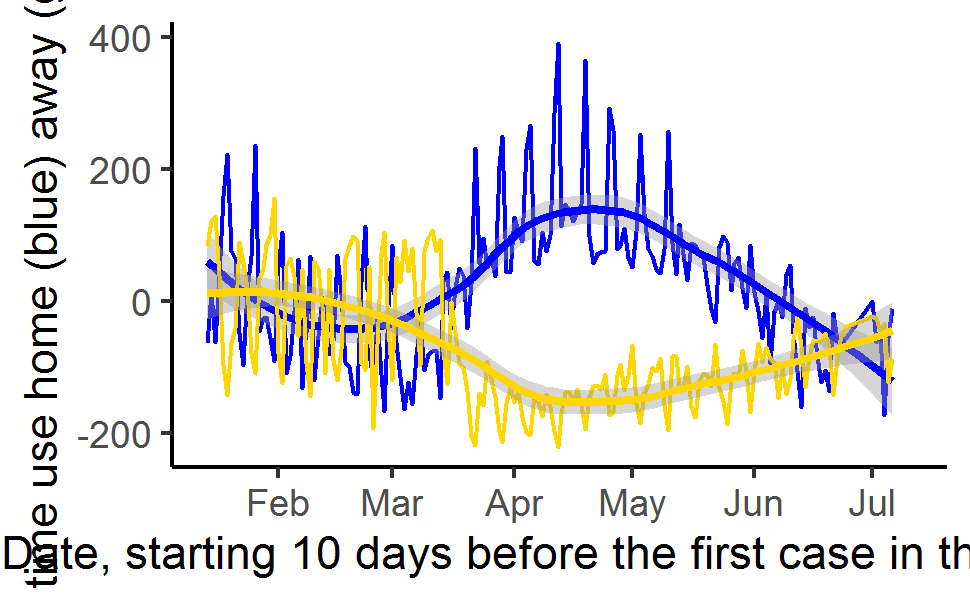 time use home (blue) away (
400
200
0
-200
Feb Mar Apr May Jun Jul
Date, starting 10 days before the first case in th